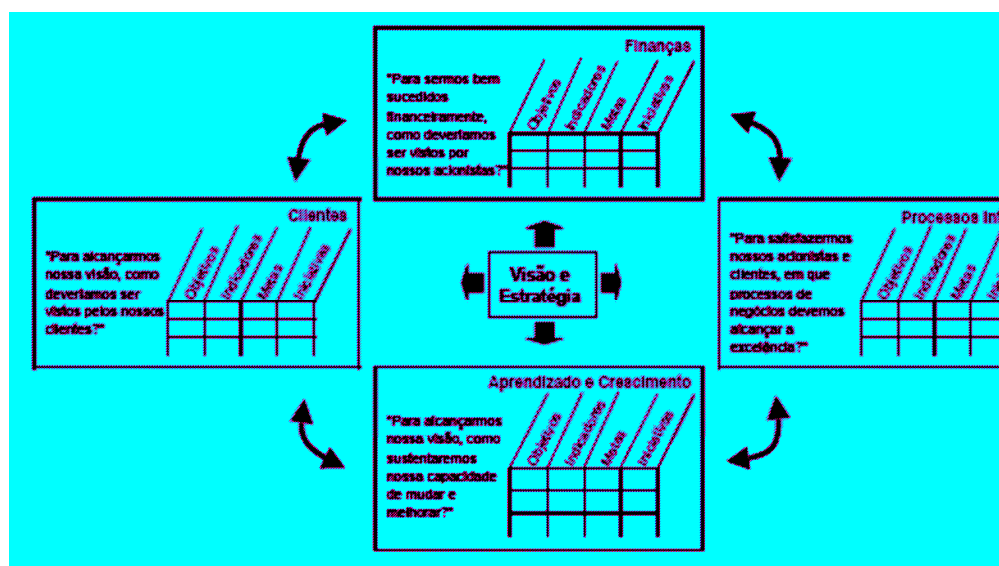 Finanças
"Para sermos bem
sucedidos
financeiramente,
como deveríamos
ser vistos por
nossos acionistas?"
Objetivos
Indicadores
Metas
Iniciativas
Clientes
"Para alcançarmos
nossa visão, como
deveríamos ser
vistos pelos nossos
clientes?"
Objetivos
Indicadores
Metas
Iniciativas
Visão e
Estratégia
Processos Int
"Para satisfazermos
nossos acionistas e
clientes, em que
processos de
negócios devemos
alcançar a
excelência?"
Objetivos
Indicadores
Metas
Aprendizado e Crescimento
"Para alcançarmos
nossa visão, como
sustentaremos
nossa capacidade
de mudar e
melhorar?"
Objetivos
Indicadores
Metas
Iniciativas